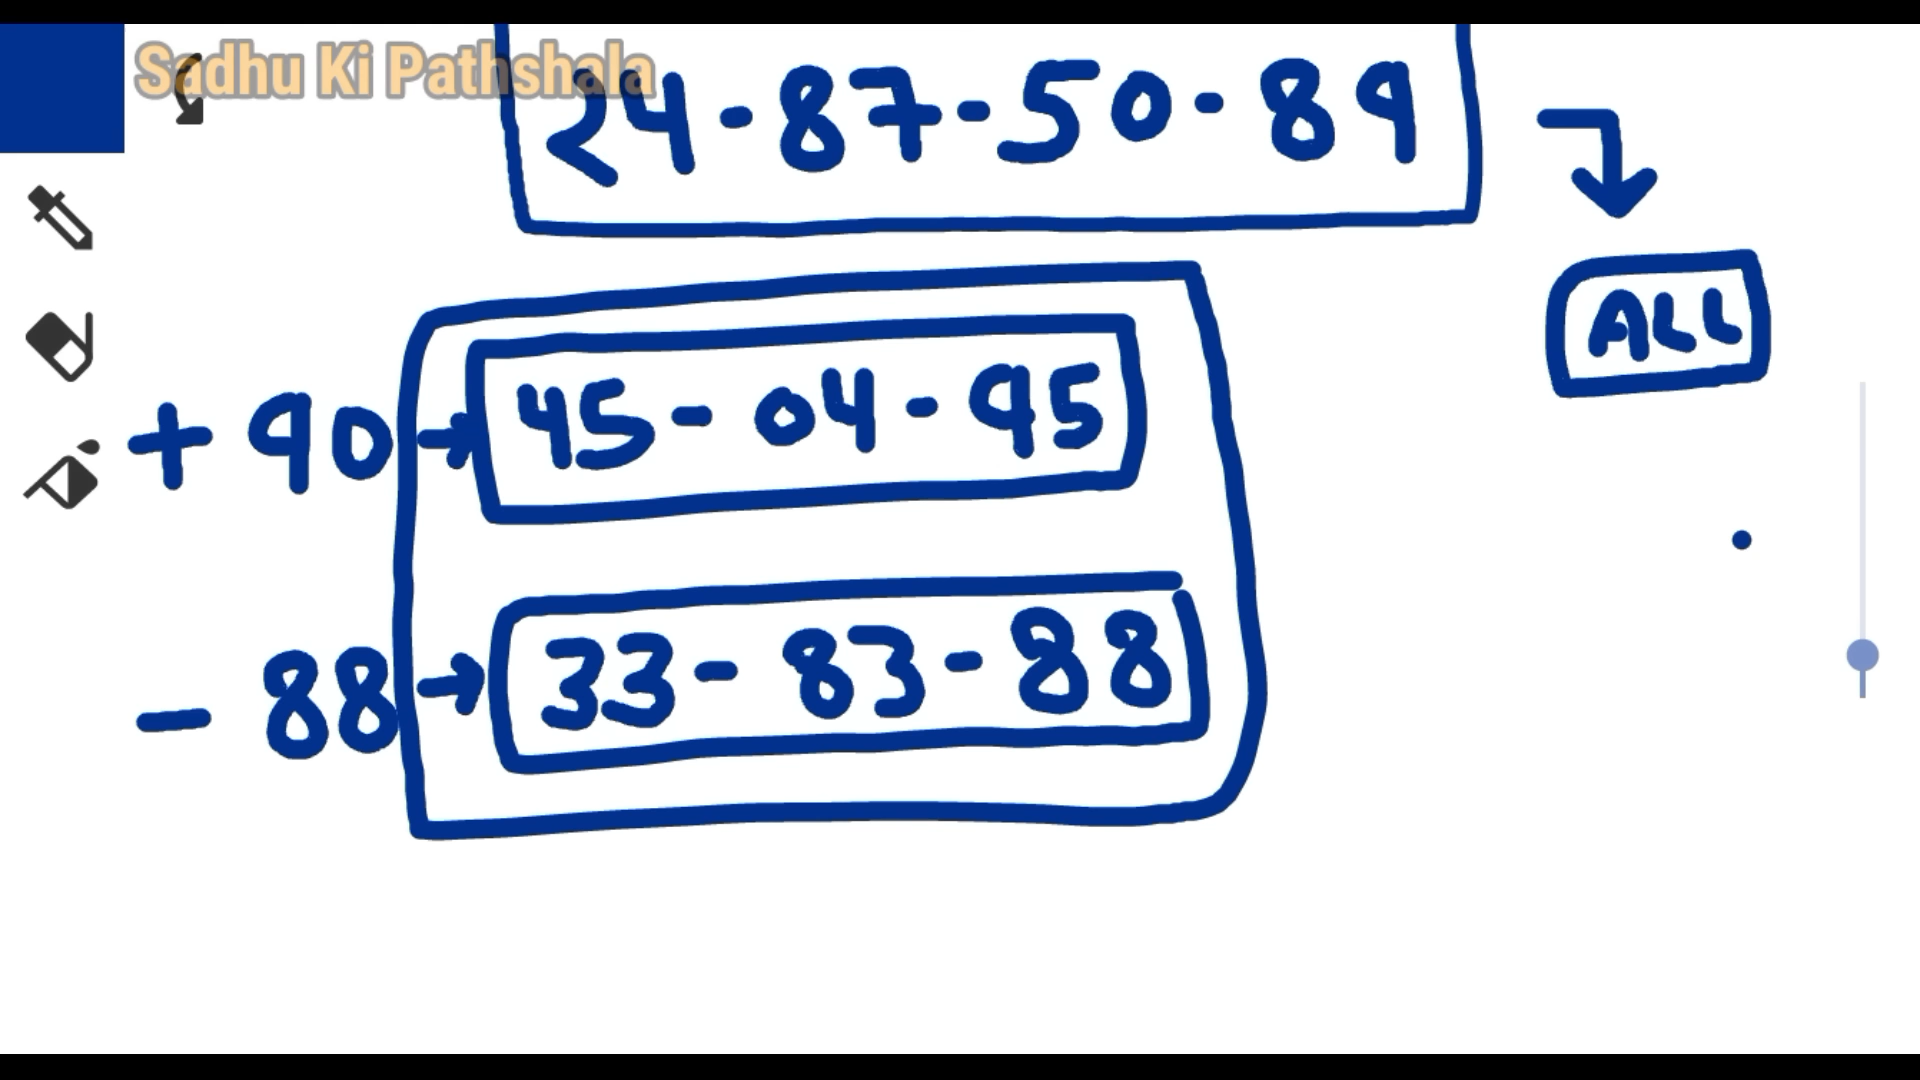 Sadhu Ki Pathshala
24-87-50-89
ALL
+ 90 → 45-04-95
- 88 → 33-83-88